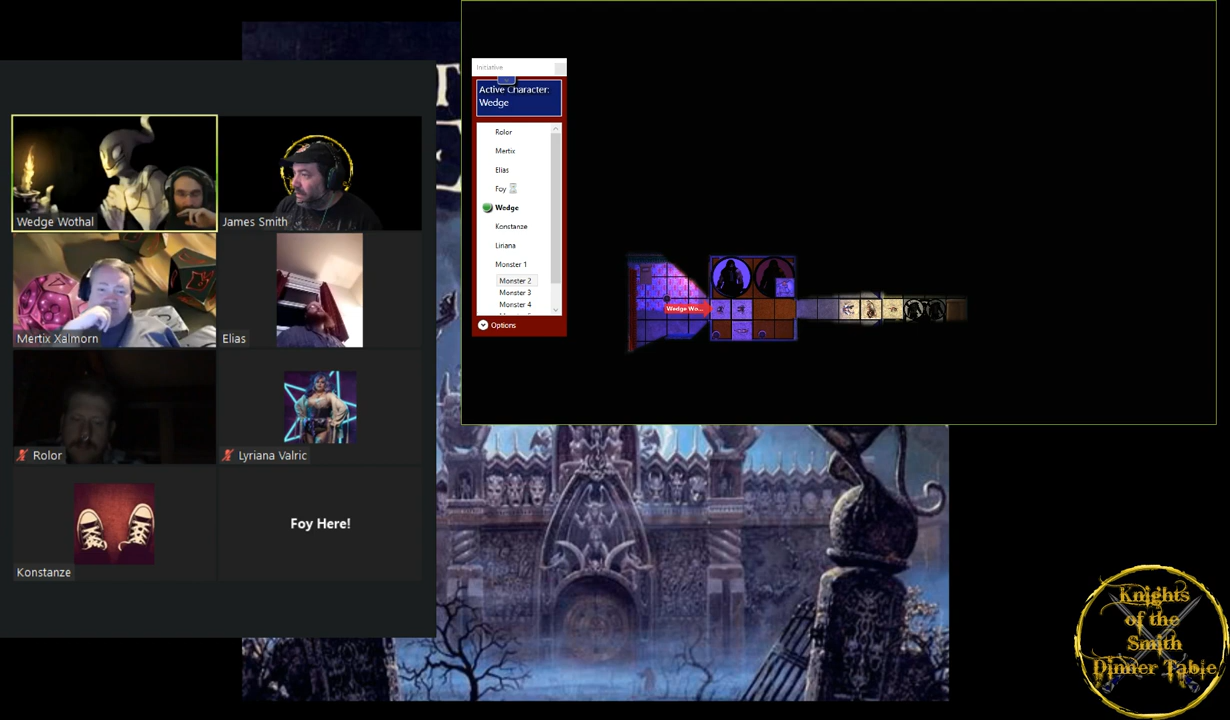 Wedge Wothal
James Smith
Mertix Xalmorn
Elias
Rolor
Lyriana Valric
Konstanze
Foy Here!
Initiative
Active Character:
Wedge
Rolor
Mertix
Elias
Foy
Wedge
Konstanze
Liriana
Monster 1
Monster 2
Monster 3
Monster 4
Options
Wedge Wo...
Knights
of the
Smith
Dinner Table